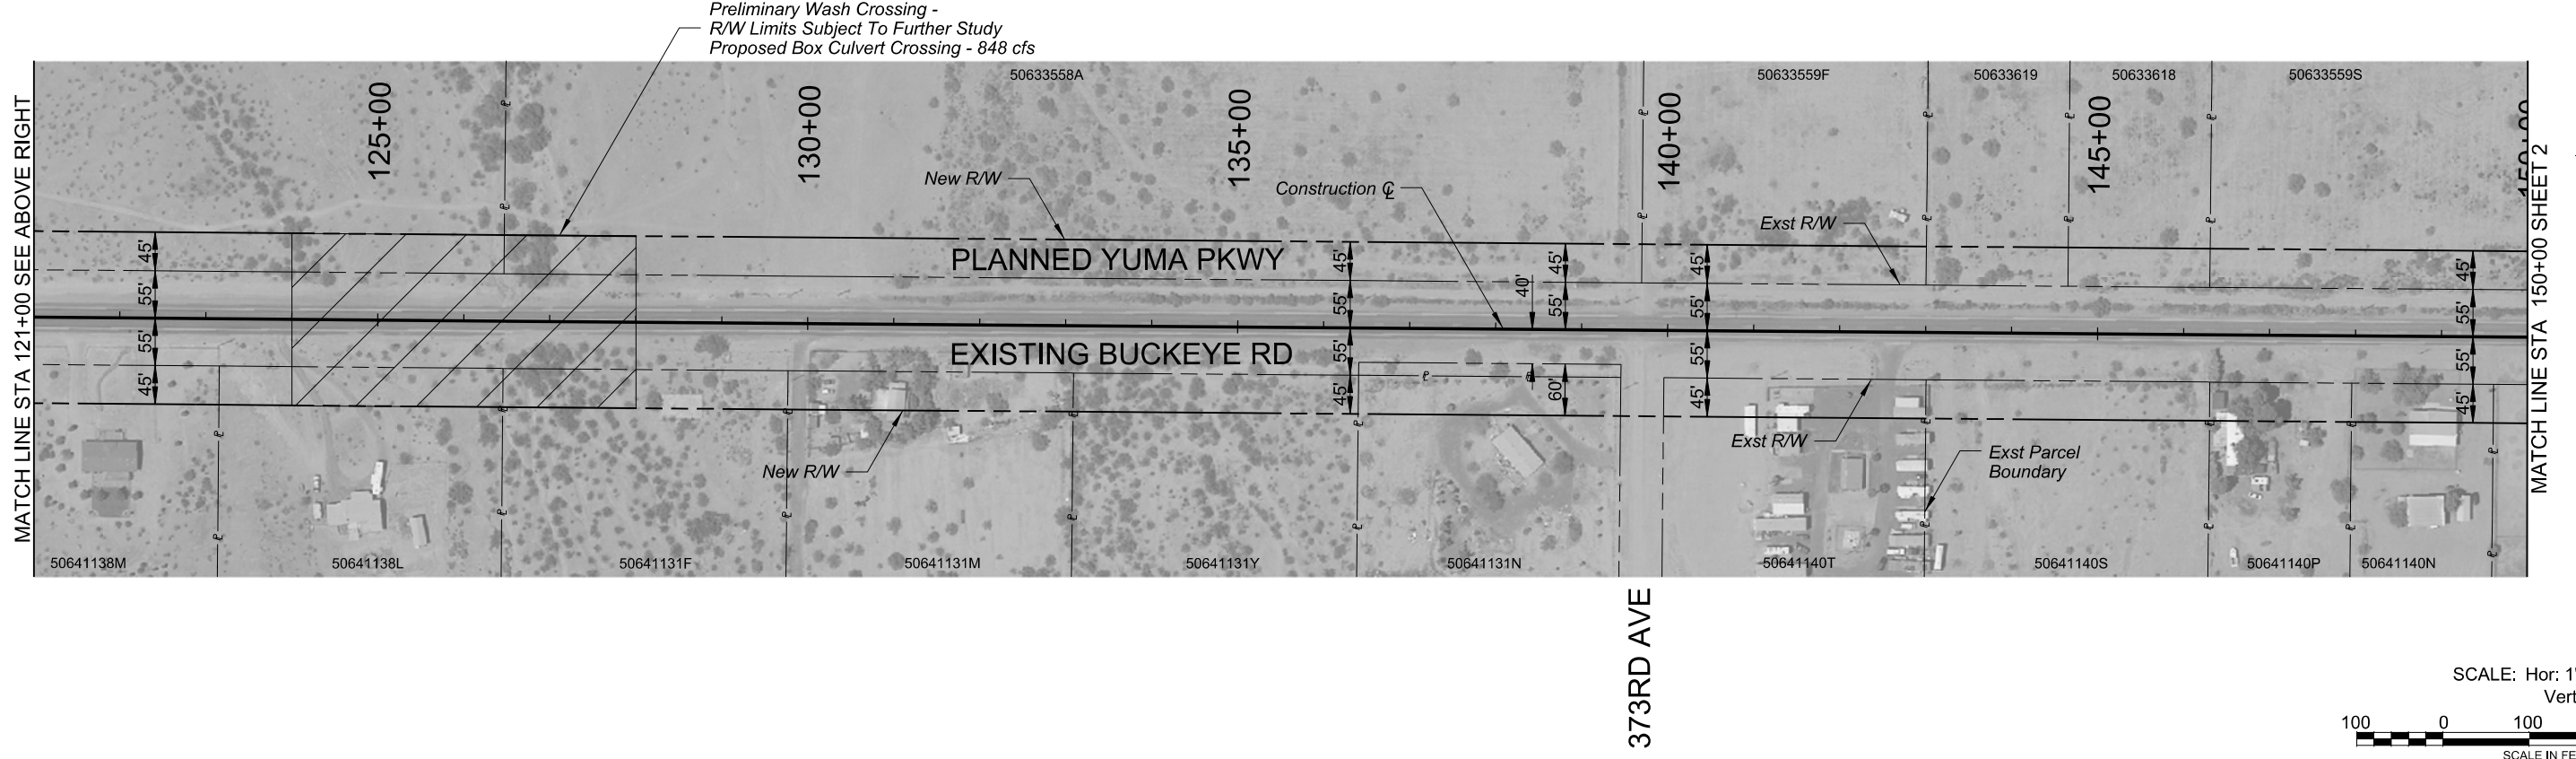 Preliminary Wash Crossing -
R/W Limits Subject To Further Study
Proposed Box Culvert Crossing - 848 cfs
50633558A
50633559F
50633619
50633618
50633559S
125+00
130+00
135+00
140+00
145+00
150+00
MATCH LINE STA 121+00 SEE ABOVE RIGHT
MATCH LINE STA 150+00 SHEET 2
New R/W
Construction ℄
Exst R/W
PLANNED YUMA PKWY
45'
55'
55'
45'
45'
55'
55'
45'
45'
55'
40'
60'
45'
55'
55'
45'
45'
55'
55'
45'
EXISTING BUCKEYE RD
New R/W
Exst R/W
Exst Parcel
Boundary
50641138M
50641138L
50641131F
50641131M
50641131Y
50641131N
50641140T
50641140S
50641140P
50641140N
373RD AVE
SCALE: Hor: 1"
Vert
100 0 100
SCALE IN FE